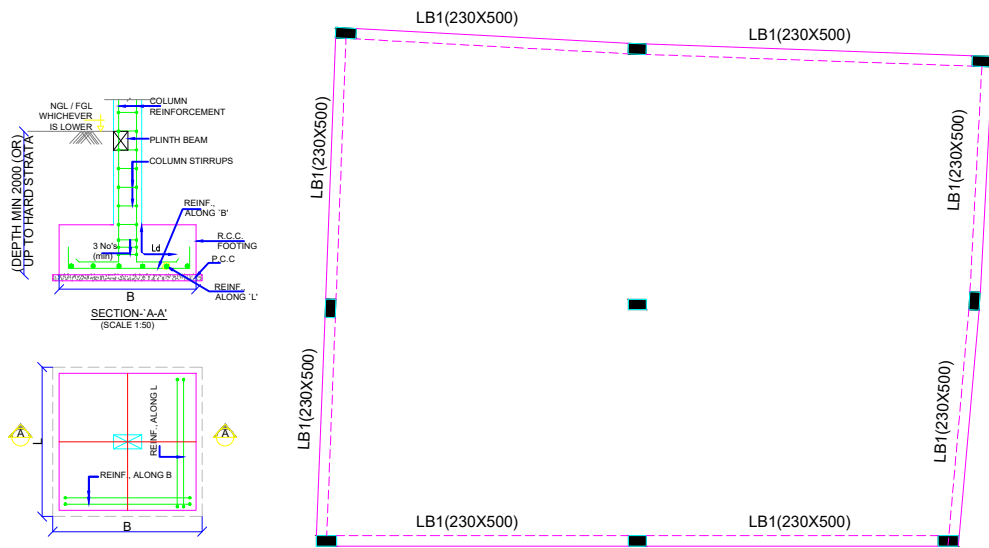 COLUMN
REINFORCEMENT
NGL / FGL
WHICHEVER
IS LOWER
PLINTH BEAM
COLUMN STIRRUPS
(DEPTH MIN 2000 (OR)
UP TO HARD STRATA
REINF.,
ALONG `B'
R.C.C.
FOOTING
3 No's
(min)
Ld
P.C.C
REINF.,
ALONG `L'
B
SECTION-`A-A'
(SCALE 1:50)
A
A
L
REINF., ALONG L
REINF., ALONG B
B
LB1(230X500)
LB1(230X500)
LB1(230X500)
LB1(230X500)
LB1(230X500)
LB1(230X500)
LB1(230X500)
LB1(230X500)